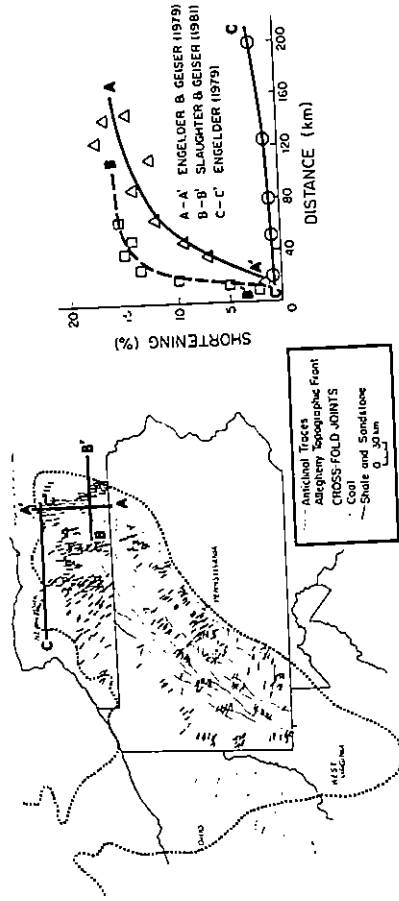 A
B
A-A' ENGELDER & GEISER (1979)
B-B' SLAUGHTER & GEISER (1981)
C-C' ENGELDER (1979)
C
A'
B'
C'
SHORTENING (%)
20
15
10
5
0
40
80
120
160
200
DISTANCE (km)
A'
B'
B
A
C
NEW YORK
PENNSYLVANIA
OHIO
WEST
VIRGINIA
Anticlinal Traces
Allegheny Topographic Front
CROSS-FOLD JOINTS
Coal
Shale and Sandstone
0 30 km